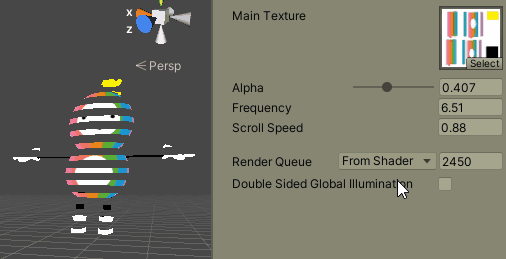 X
Z
Persp
Main Texture
Select
Alpha 0.407
Frequency 6.51
Scroll Speed 0.88
Render Queue From Shader 2450
Double Sided Global Illumination